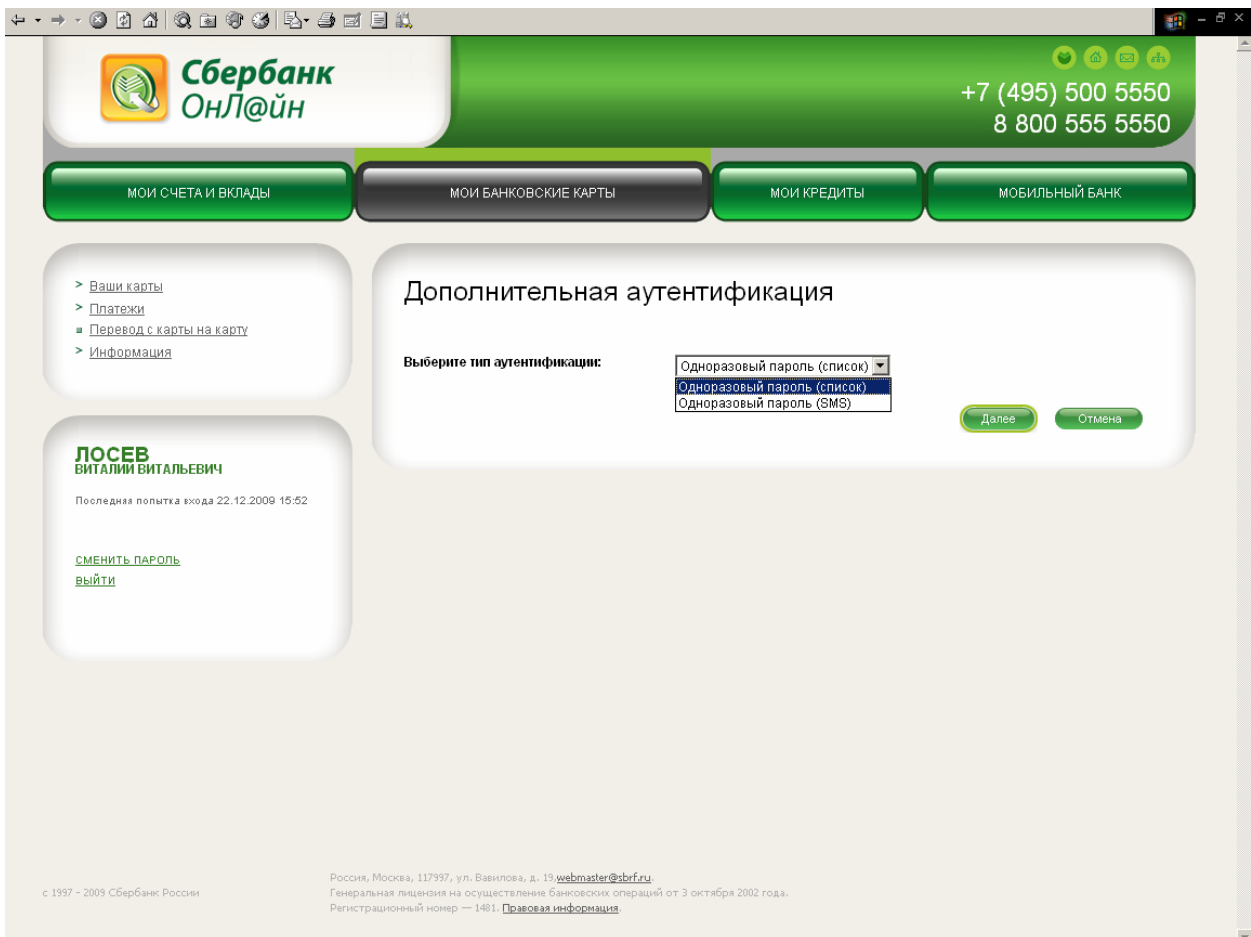 Сбербанк
ОнЛ@йн
+7 (495) 500 5550
8 800 555 5550
МОИ СЧЕТА И ВКЛАДЫ
МОИ БАНКОВСКИЕ КАРТЫ
МОИ КРЕДИТЫ
МОБИЛЬНЫЙ БАНК
Ваши карты
Платежи
Перевод с карты на карту
Информация
ЛОСЕВ
ВИТАЛИЙ ВИТАЛЬЕВИЧ
Последняя попытка входа 22.12.2009 15:52
СМЕНИТЬ ПАРОЛЬ
ВЫЙТИ
Дополнительная аутентификация
Выберите тип аутентификации:
Одноразовый пароль (список)
Одноразовый пароль (список)
Одноразовый пароль (SMS)
Далее
Отмена
с 1997 - 2009 Сбербанк России
Россия, Москва, 117997, ул. Вавилова, д. 19,webmaster@sbrf.ru.
Генеральная лицензия на осуществление банковских операций от 3 октября 2002 года.
Регистрационный номер — 1481. Правовая информация.